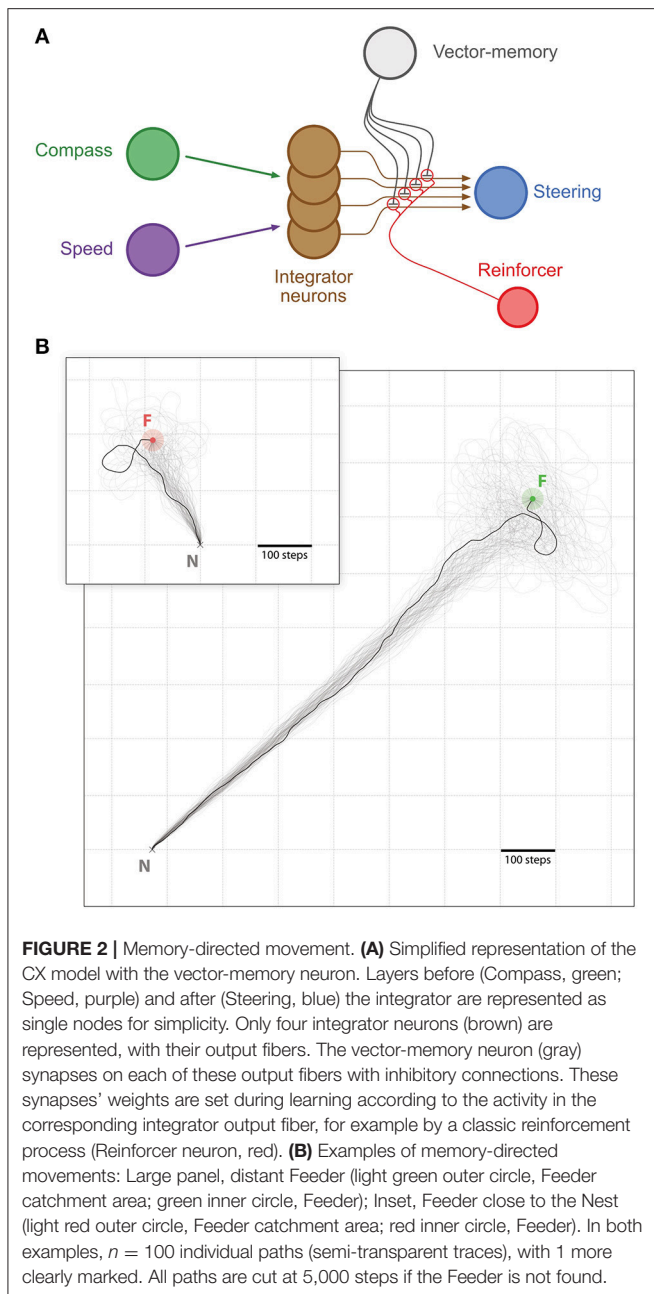 A
Vector-memory
Compass
Speed
Integrator
neurons
Steering
Reinforcer
B
F
N
100 steps
F
N
100 steps
FIGURE 2 | Memory-directed movement. (A) Simplified representation of the
CX model with the vector-memory neuron. Layers before (Compass, green;
Speed, purple) and after (Steering, blue) the integrator are represented as
single nodes for simplicity. Only four integrator neurons (brown) are
represented, with their output fibers. The vector-memory neuron (gray)
synapses on each of these output fibers with inhibitory connections. These
synapses' weights are set during learning according to the activity in the
corresponding integrator output fiber, for example by a classic reinforcement
process (Reinforcer neuron, red). (B) Examples of memory-directed
movements: Large panel, distant Feeder (light green outer circle, Feeder
catchment area; green inner circle, Feeder); Inset, Feeder close to the Nest
(light red outer circle, Feeder catchment area; red inner circle, Feeder). In both
examples, n = 100 individual paths (semi-transparent traces), with 1 more
clearly marked. All paths are cut at 5,000 steps if the Feeder is not found.